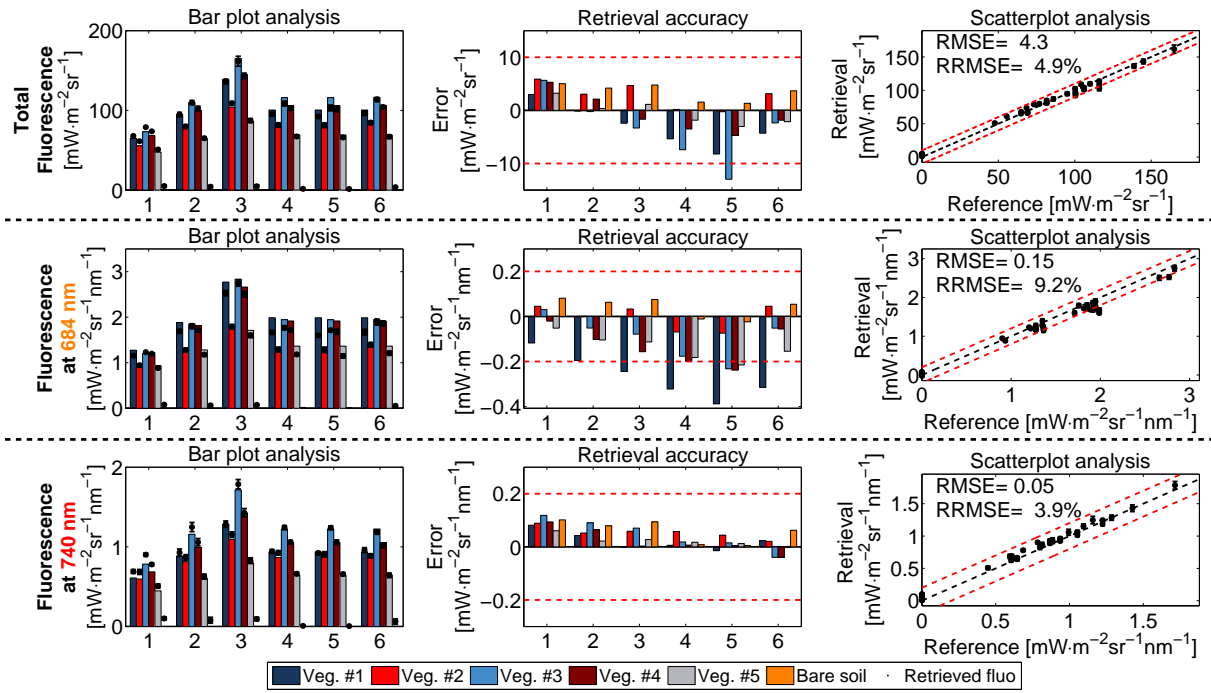 Bar plot analysis
Retrieval accuracy
Scatterplot analysis
Total
Fluorescence
[mW·m−2sr−1]
200
100
0
1 2 3 4 5 6
Error
[mW·m−2sr−1]
10
0
−10
1 2 3 4 5 6
Retrieval
[mW·m−2sr−1]
RMSE= 4.3
RRMSE= 4.9%
150
100
50
0
0 50 100 150
Reference [mW·m−2sr−1]
Bar plot analysis
Retrieval accuracy
Scatterplot analysis
Fluorescence
at 684 nm
[mW·m−2sr−1nm−1]
3
2
1
0
1 2 3 4 5 6
Error
[mW·m−2sr−1nm−1]
0.2
0
−0.2
−0.4
1 2 3 4 5 6
Retrieval
[mW·m−2sr−1nm−1]
RMSE= 0.15
RRMSE= 9.2%
3
2
1
0
0 1 2 3
Reference [mW·m−2sr−1nm−1]
Bar plot analysis
Retrieval accuracy
Scatterplot analysis
Fluorescence
at 740 nm
[mW·m−2sr−1nm−1]
2
1
0
1 2 3 4 5 6
Error
[mW·m−2sr−1nm−1]
0.2
0
−0.2
1 2 3 4 5 6
Retrieval
[mW·m−2sr−1nm−1]
RMSE= 0.05
RRMSE= 3.9%
1.5
1
0.5
0
0 0.5 1 1.5
Reference [mW·m−2sr−1nm−1]
Veg. #1 Veg. #2 Veg. #3 Veg. #4 Veg. #5 Bare soil · Retrieved fluo